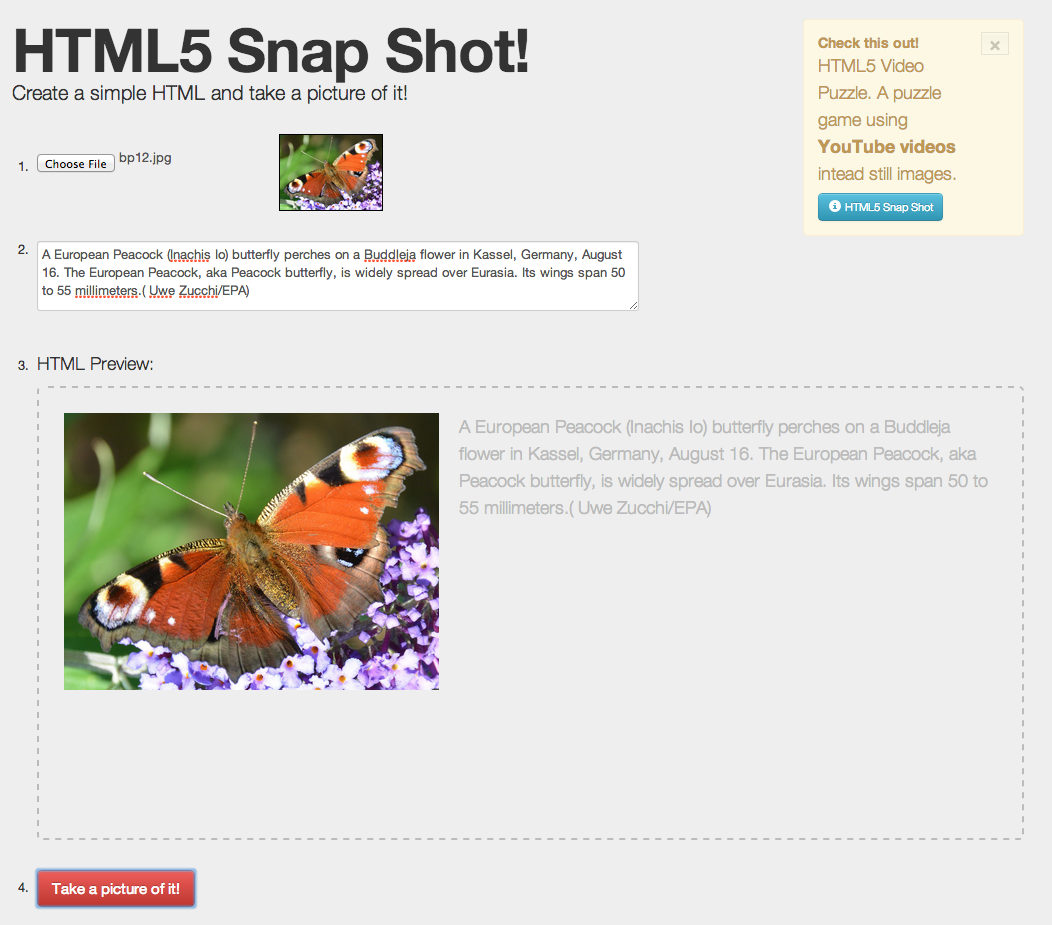 HTML5 Snap Shot!
Create a simple HTML and take a picture of it!
Check this out!
×
HTML5 Video
Puzzle. A puzzle
game using
YouTube videos
intead still images.
HTML5 Snap Shot
1. Choose File bp12.jpg
2. A European Peacock (Inachis Io) butterfly perches on a Buddleja flower in Kassel, Germany, August
16. The European Peacock, aka Peacock butterfly, is widely spread over Eurasia. Its wings span 50
to 55 millimeters.( Uwe Zucchi/EPA)
3. HTML Preview:
A European Peacock (Inachis Io) butterfly perches on a Buddleja
flower in Kassel, Germany, August 16. The European Peacock, aka
Peacock butterfly, is widely spread over Eurasia. Its wings span 50 to
55 millimeters.( Uwe Zucchi/EPA)
4. Take a picture of it!